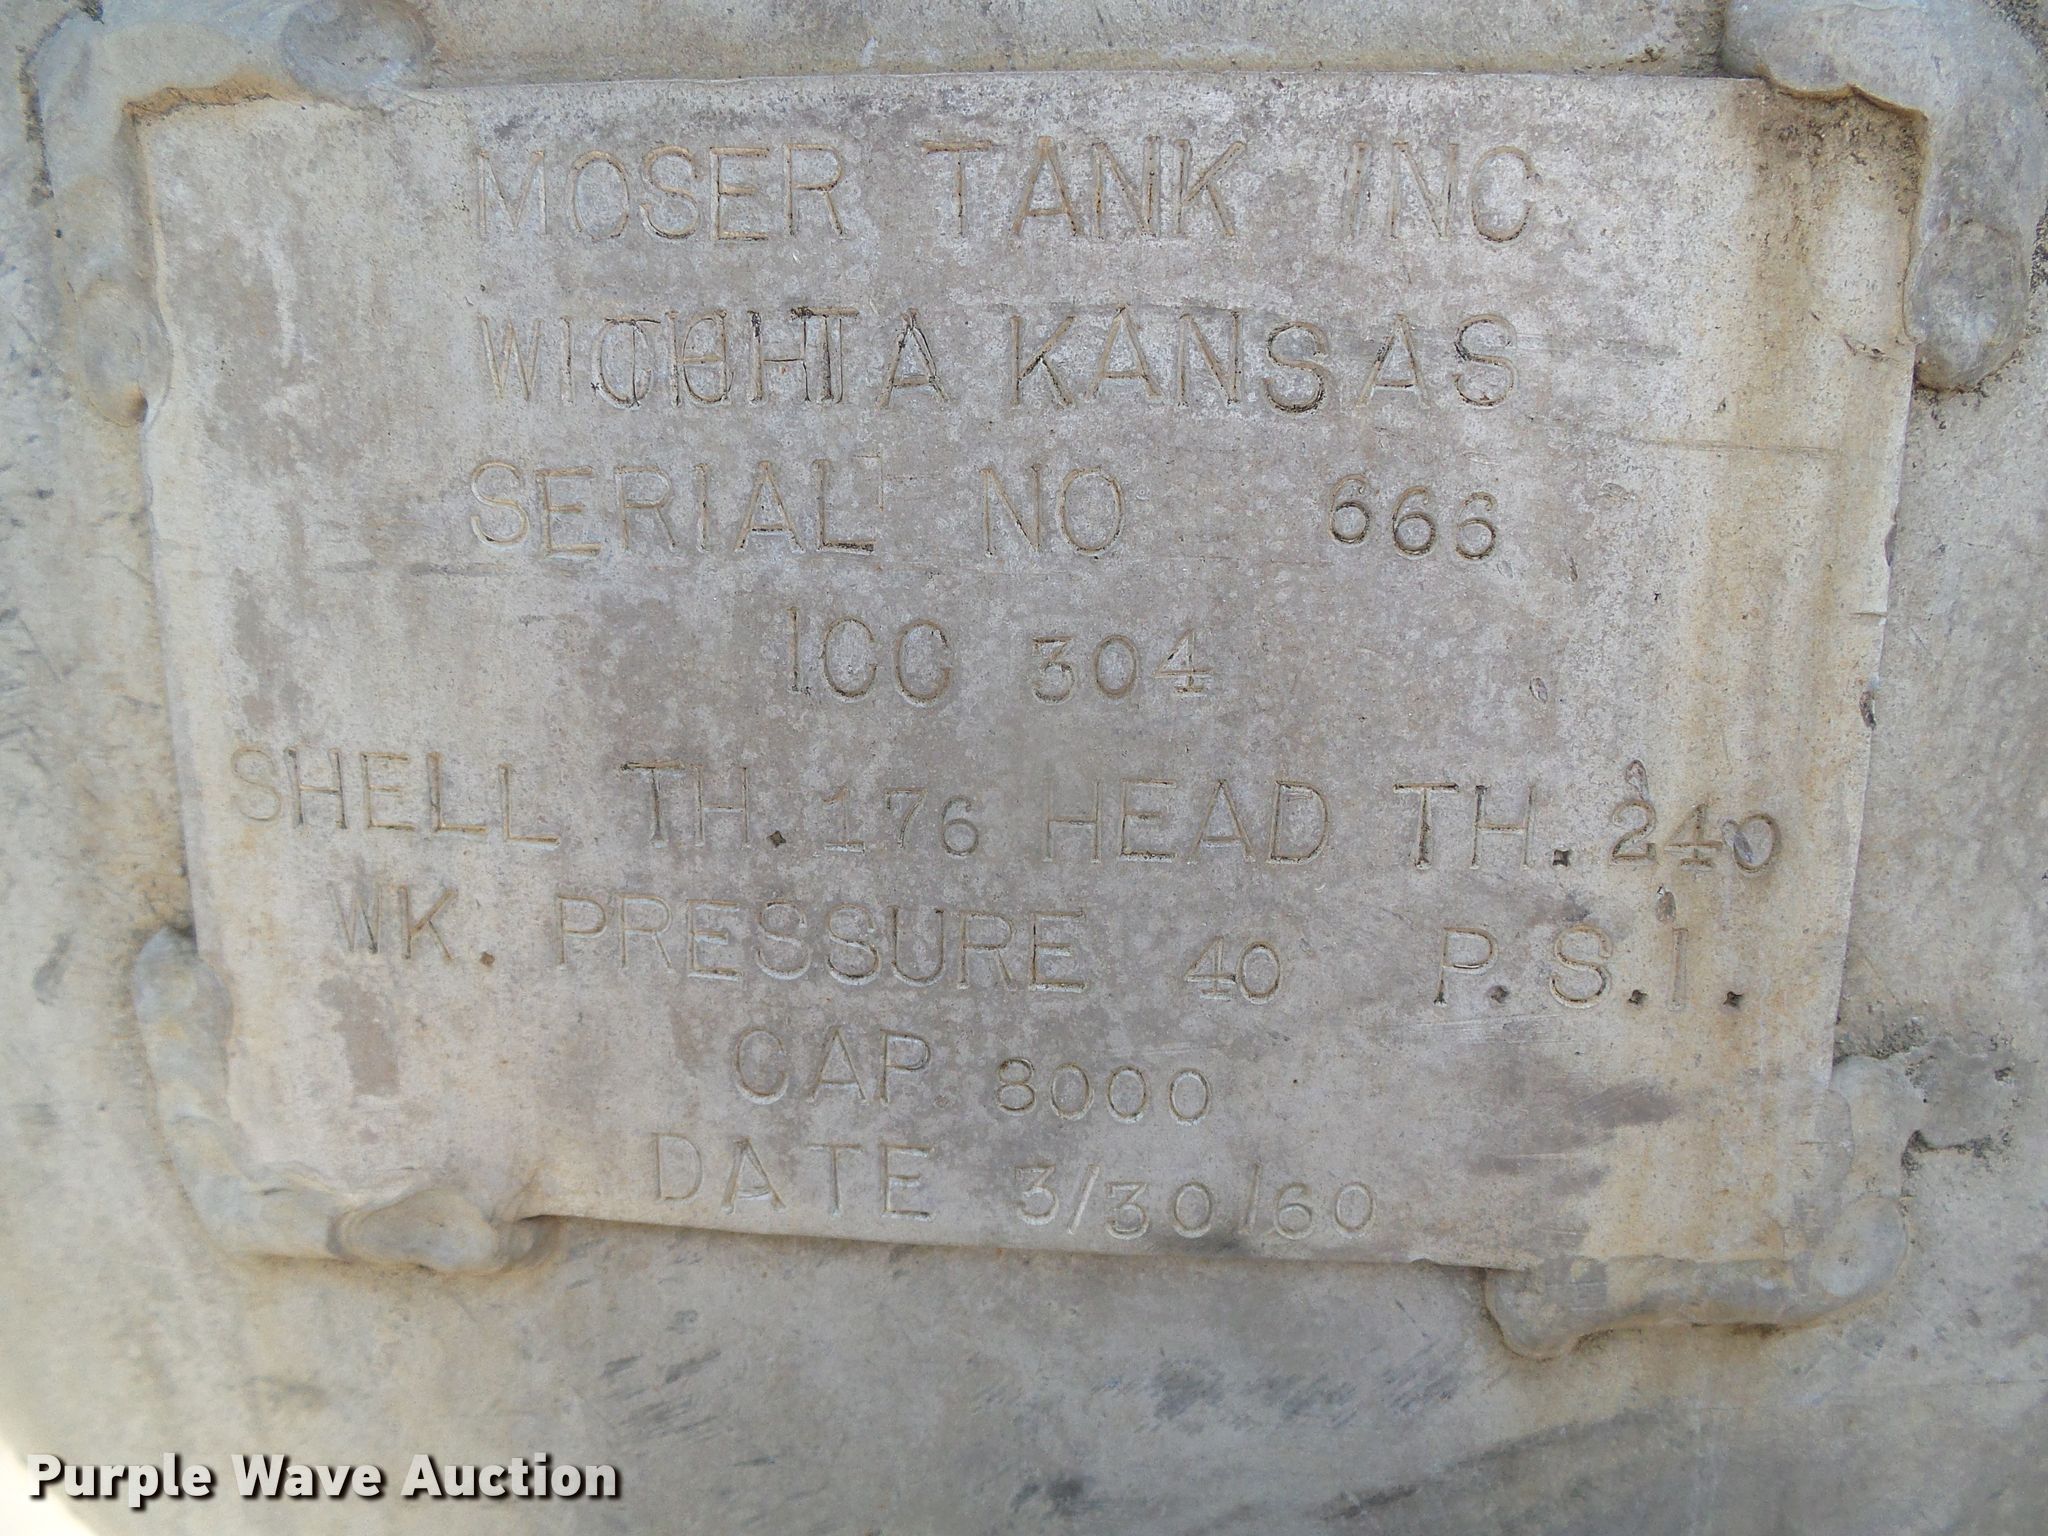 MOSER TANK INC
WICHITA KANSAS
SERIAL NO 666
ICC 304
SHELL TH. 176 HEAD TH. 240
WK. PRESSURE 40 P.S.I.
CAP. 8000
DATE 3/30/60
Purple Wave Auction